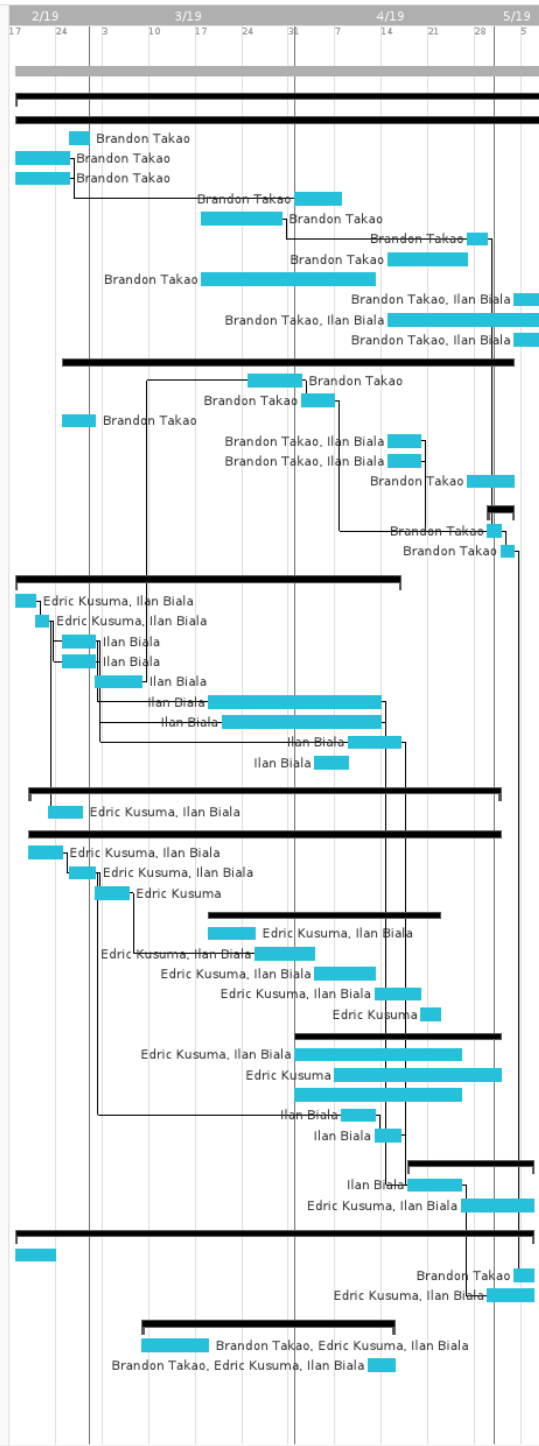 2/19 3/19 4/19 5/19
17 24 3 10 17 24 31 7 14 21 28 5
Brandon Takao
Brandon Takao
Brandon Takao
Brandon Takao
Brandon Takao
Brandon Takao
Brandon Takao
Brandon Takao
Brandon Takao, Ilan Biala
Brandon Takao, Ilan Biala
Brandon Takao, Ilan Biala
Brandon Takao
Brandon Takao
Brandon Takao
Brandon Takao, Ilan Biala
Brandon Takao, Ilan Biala
Brandon Takao
Brandon Takao
Brandon Takao
Edric Kusuma, Ilan Biala
Edric Kusuma, Ilan Biala
Ilan Biala
Ilan Biala
Ilan Biala
Ilan Biala
Ilan Biala
Ilan Biala
Ilan Biala
Edric Kusuma, Ilan Biala
Edric Kusuma, Ilan Biala
Edric Kusuma, Ilan Biala
Edric Kusuma
Edric Kusuma, Ilan Biala
Edric Kusuma, Ilan Biala
Edric Kusuma, Ilan Biala
Edric Kusuma, Ilan Biala
Edric Kusuma
Edric Kusuma, Ilan Biala
Edric Kusuma
Ilan Biala
Ilan Biala
Ilan Biala
Edric Kusuma, Ilan Biala
Brandon Takao
Edric Kusuma, Ilan Biala
Brandon Takao, Edric Kusuma, Ilan Biala
Brandon Takao, Edric Kusuma, Ilan Biala